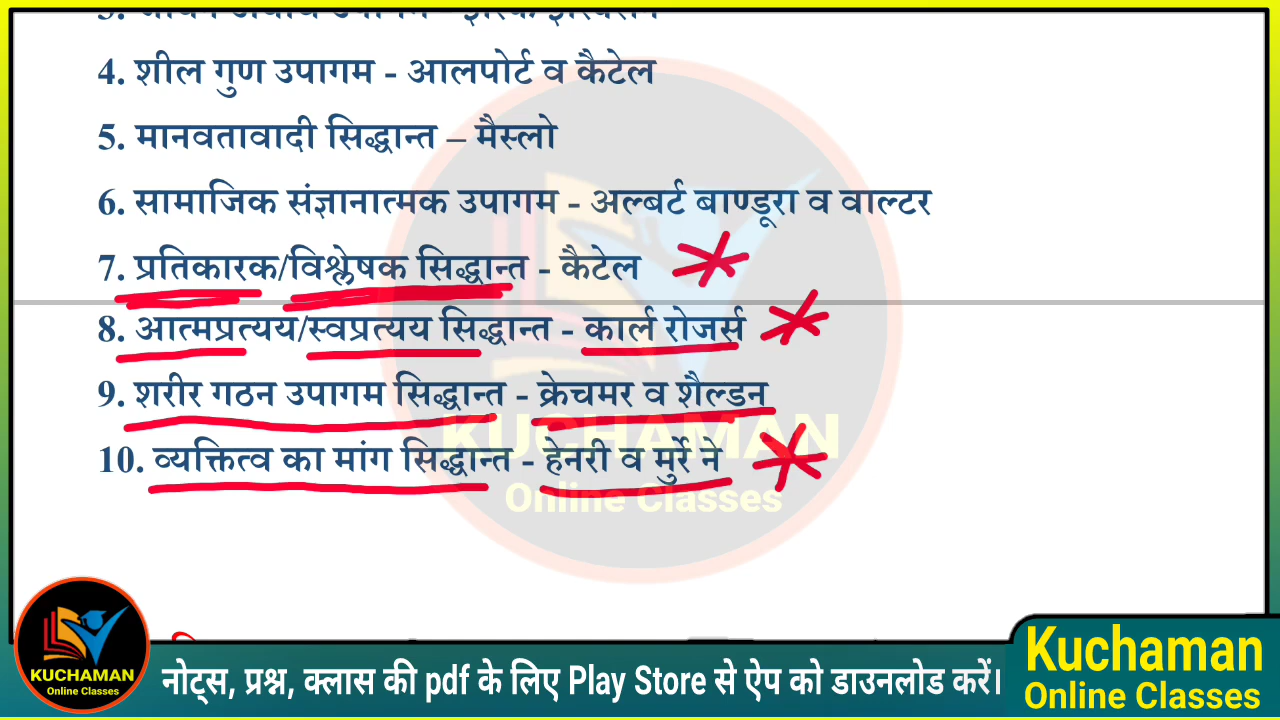 4. शील गुण उपागम - आलपोर्ट व कैटेल
5. मानवतावादी सिद्धान्त – मैस्लो
6. सामाजिक संज्ञानात्मक उपागम - अल्बर्ट बाण्डूरा व वाल्टर
7. प्रतिकारक/विश्लेषक सिद्धान्त - कैटेल
8. आत्मप्रत्यय/स्वप्रत्यय सिद्धान्त - कार्ल रोजर्स
9. शरीर गठन उपागम सिद्धान्त - क्रेचमर व शैल्डन
10. व्यक्तित्व का मांग सिद्धान्त - हेनरी व मुर्रे ने
KUCHAMAN
Online Classes
KUCHAMAN
Online Classes
नोट्स, प्रश्न, क्लास की pdf के लिए Play Store से ऐप को डाउनलोड करें।
Kuchaman
Online Classes